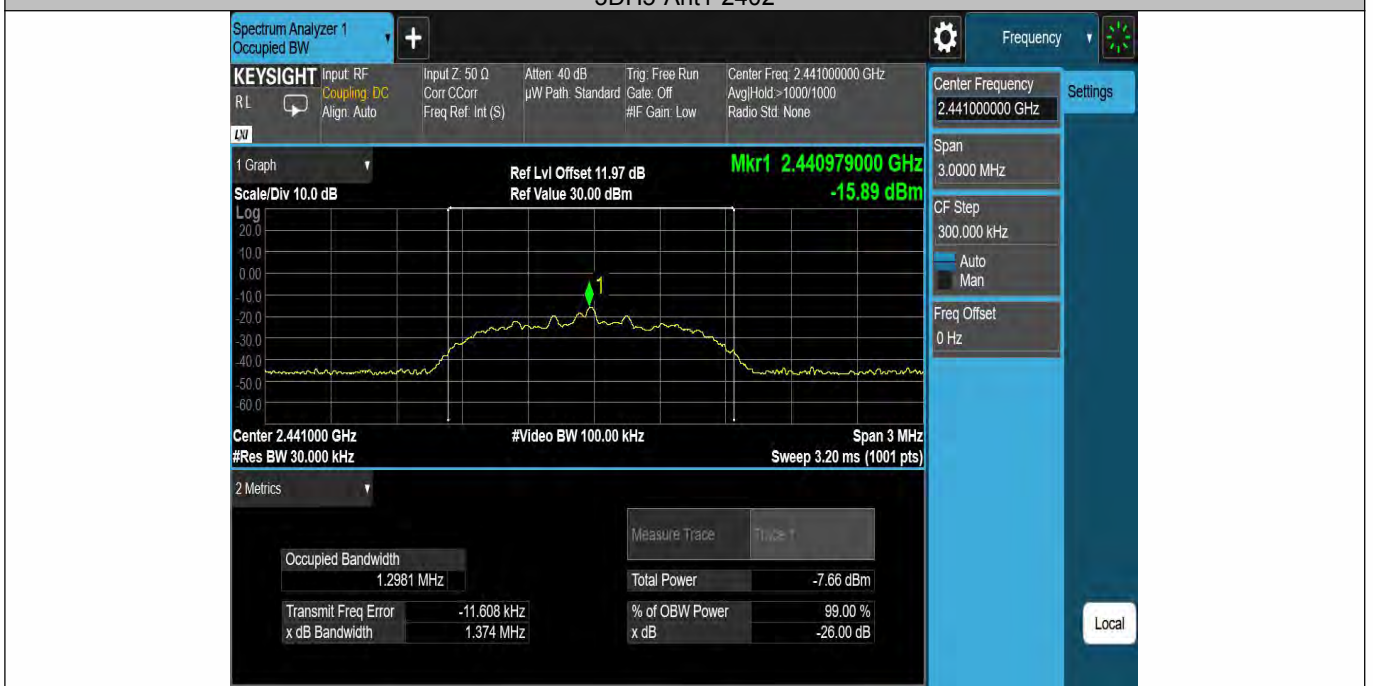 3DH5-Ant1-2402
Spectrum Analyzer 1
Occupied BW
+
Frequency
KEYSIGHT
RL
LXI
Input: RF
Coupling: DC
Align: Auto
Input Z: 50 Ω
Corr CCorr
Freq Ref: Int (S)
Atten: 40 dB
µW Path: Standard
Trig: Free Run
Gate: Off
#IF Gain: Low
Center Freq: 2.441000000 GHz
Avg|Hold:>1000/1000
Radio Std: None
Center Frequency
2.441000000 GHz
Settings
Span
3.0000 MHz
CF Step
300.000 kHz
Auto
Man
Freq Offset
0 Hz
Local
1 Graph
Scale/Div 10.0 dB
Ref Lvl Offset 11.97 dB
Ref Value 30.00 dBm
Mkr1 2.440979000 GHz
-15.89 dBm
Log
20.0
10.0
0.00
-10.0
-20.0
-30.0
-40.0
-50.0
-60.0
1
Center 2.441000 GHz
#Video BW 100.00 kHz
Span 3 MHz
#Res BW 30.000 kHz
Sweep 3.20 ms (1001 pts)
2 Metrics
Measure Trace
Trace 1
Occupied Bandwidth
1.2981 MHz
Total Power
-7.66 dBm
Transmit Freq Error
-11.608 kHz
% of OBW Power
99.00 %
x dB Bandwidth
1.374 MHz
x dB
-26.00 dB